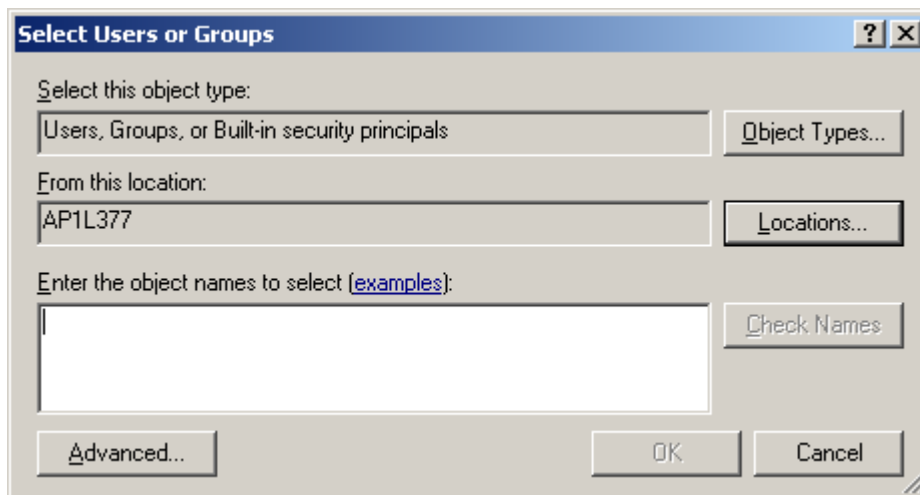 Select Users or Groups
Select this object type:
Users, Groups, or Built-in security principals
Object Types...
From this location:
AP1L377
Locations...
Enter the object names to select (examples):
Check Names
Advanced...
OK
Cancel